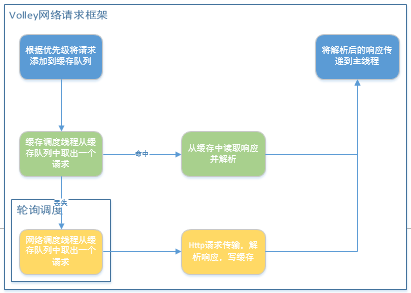 Volley网络请求框架
根据优先级将请求
添加到缓存队列
将解析后的响应传
递到主线程
缓存调度线程从缓
存队列中取出一个
请求
命中
从缓存中读取响应
并解析
丢失
轮询调度
网络调度线程从缓
存队列中取出一个
请求
Http请求传输、解
析响应，写缓存